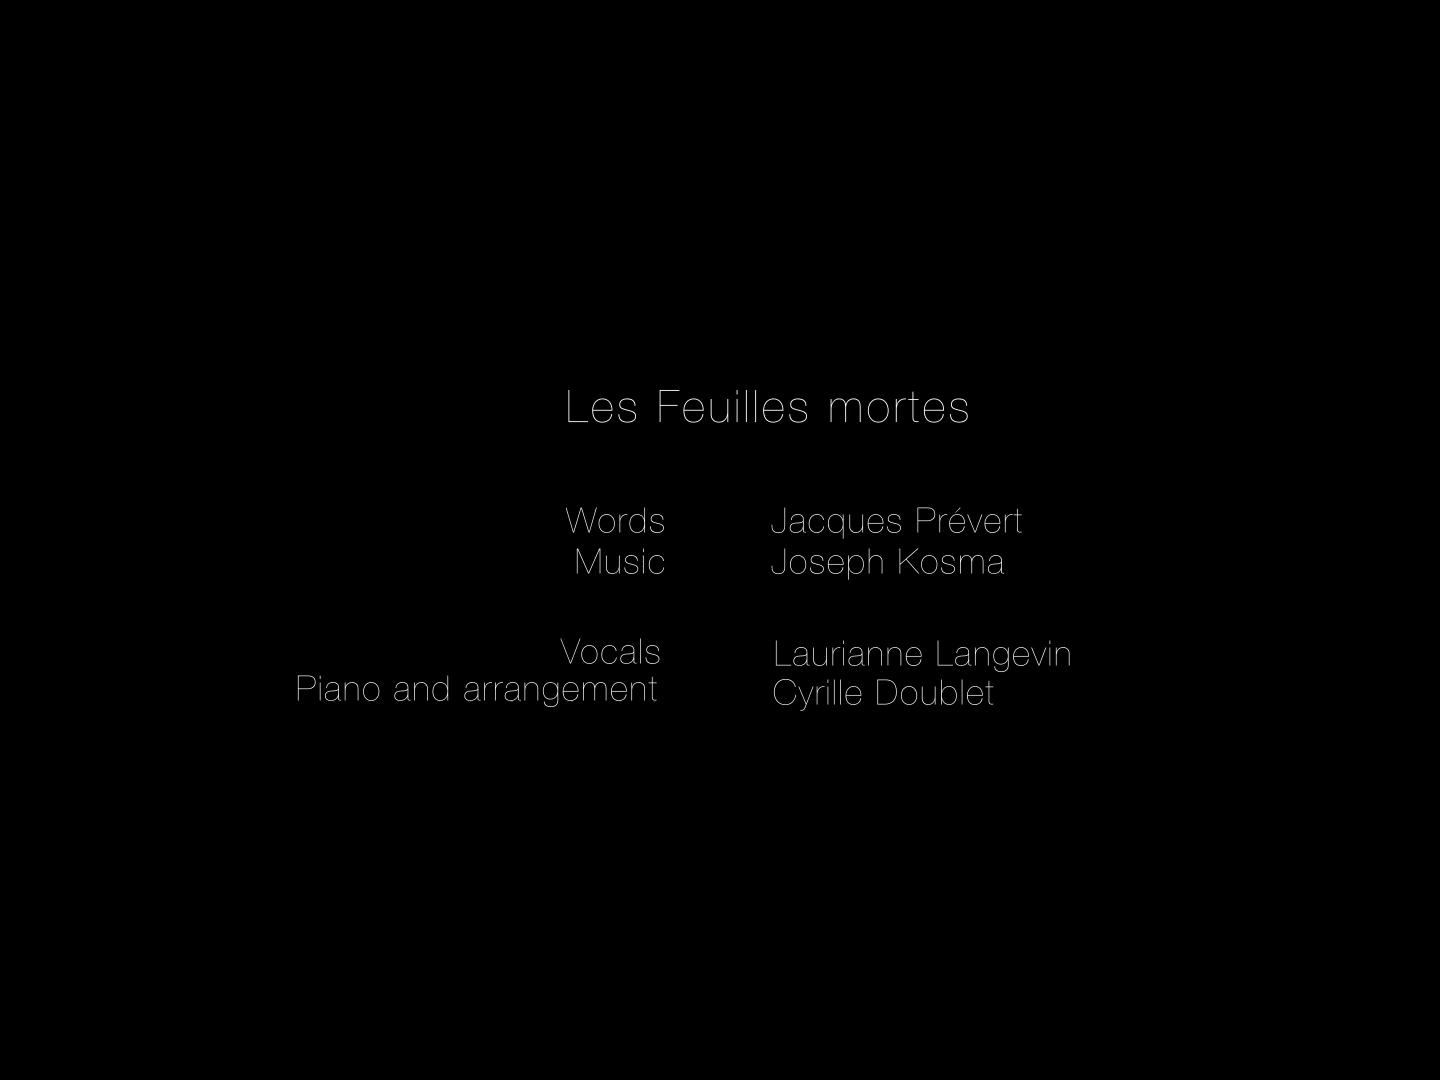 Les Feuilles mortes
Words Jacques Prévert
Music Joseph Kosma
Vocals Laurianne Langevin
Piano and arrangement Cyrille Doublet